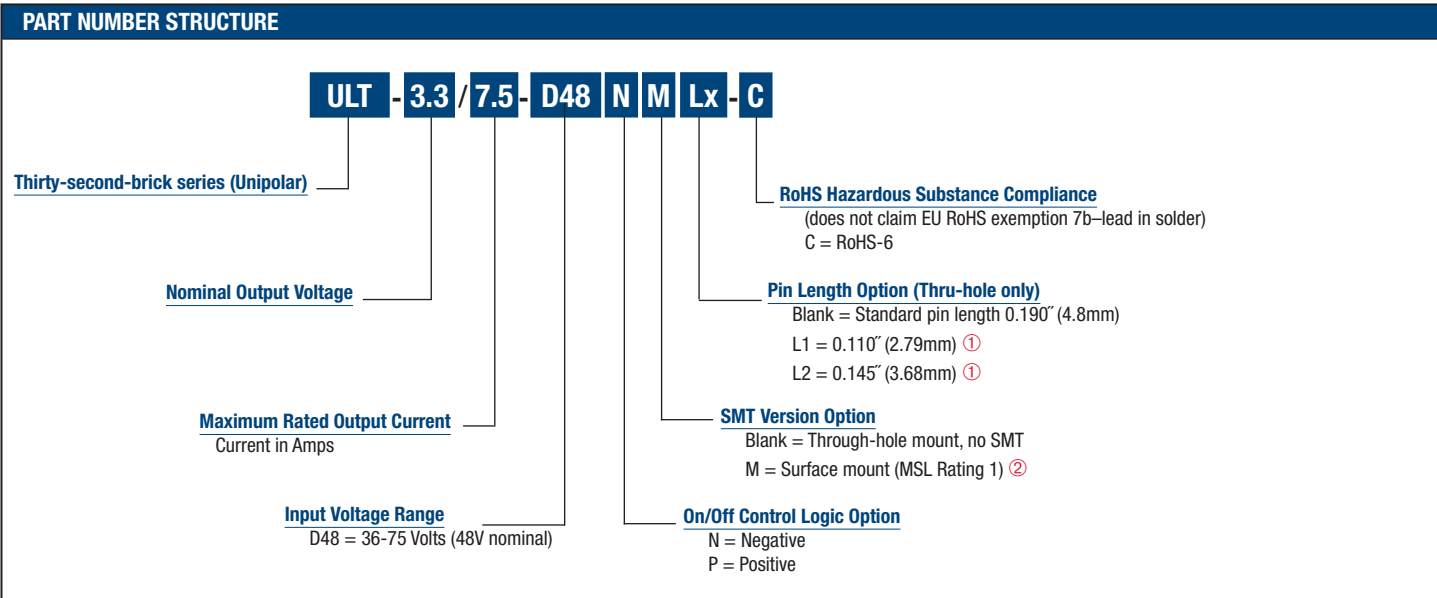 PART NUMBER STRUCTURE
ULT - 3.3 / 7.5 - D48 N M Lx - C
Thirty-second-brick series (Unipolar)
RoHS Hazardous Substance Compliance
(does not claim EU RoHS exemption 7b–lead in solder)
C = RoHS-6
Nominal Output Voltage
Pin Length Option (Thru-hole only)
Blank = Standard pin length 0.190˝ (4.8mm)
L1 = 0.110˝ (2.79mm) ①
L2 = 0.145˝ (3.68mm) ①
Maximum Rated Output Current
Current in Amps
SMT Version Option
Blank = Through-hole mount, no SMT
M = Surface mount (MSL Rating 1) ②
Input Voltage Range
D48 = 36-75 Volts (48V nominal)
On/Off Control Logic Option
N = Negative
P = Positive